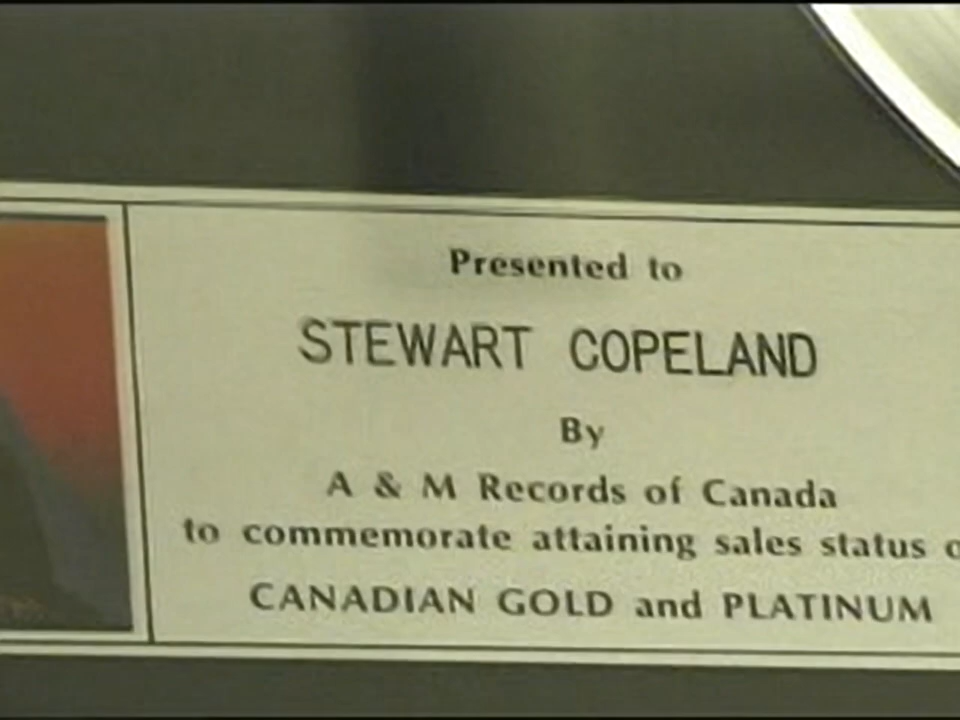 Presented to
STEWART COPELAND
By
A & M Records of Canada
to commemorate attaining sales status
CANADIAN GOLD and PLATINUM